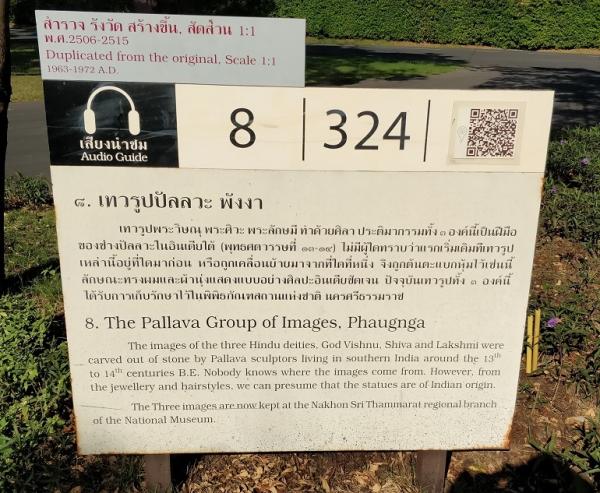 สำรวจ รังวัด สร้างขึ้น, สัดส่วน 1:1
พ.ศ.2506-2515
Duplicated from the original, Scale 1:1
1963-1972 A.D.
เสียงนำชม
Audio Guide
8
324
๘. เทวรูปปัลลวะ พังงา
เทวรูปพระวิษณุ พระศิวะ พระลักษมี ทำด้วยศิลา ประติมากรรมทั้ง ๓ องค์นี้เป็นฝีมือ
ของช่างปัลลวะในอินเดียใต้ (พุทธศตวรรษที่ ๑๓-๑๔) ไม่มีผู้ใดทราบว่าแรกเริ่มเดิมทีเทวรูป
เหล่านี้อยู่ที่ใดมาก่อน หรือถูกเคลื่อนย้ายมาจากที่ใดที่หนึ่ง จึงถูกต้นตะแบกหุ้มไว้เช่นนี้
ลักษณะทรงผมและผ้านุ่งแสดงแบบอย่างศิลปะอินเดียชัดเจน ปัจจุบันเทวรูปทั้ง ๓ องค์นี้
ได้รับการเก็บรักษาไว้ในพิพิธภัณฑสถานแห่งชาติ นครศรีธรรมราช
8. The Pallava Group of Images, Phaugnga
The images of the three Hindu deities, God Vishnu, Shiva and Lakshmi were
carved out of stone by Pallava sculptors living in southern India around the 13th
to 14th centuries B.E. Nobody knows where the images come from. However, from
the jewellery and hairstyles, we can presume that the statues are of Indian origin.
The Three images are now kept at the Nakhon Sri Thammarat regional branch
of the National Museum.